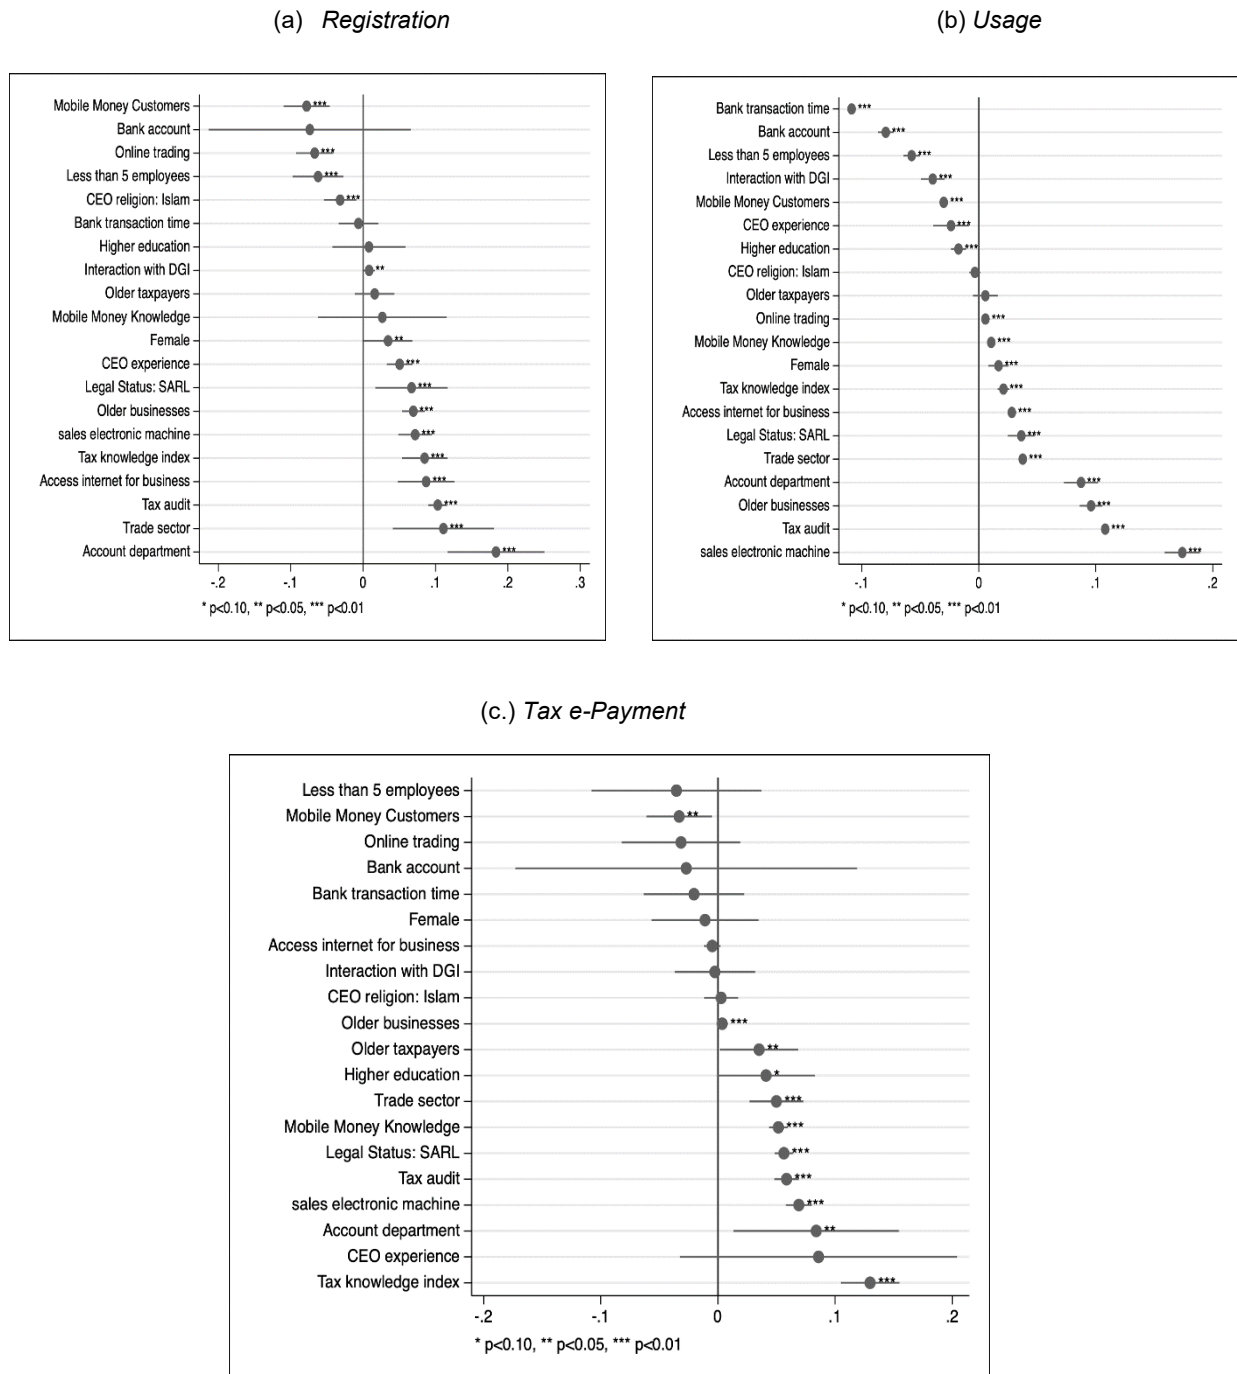 (a) Registration
Mobile Money Customers ***
Bank account
Online trading ***
Less than 5 employees ***
CEO religion: Islam ***
Bank transaction time
Higher education
Interaction with DGI **
Older taxpayers
Mobile Money Knowledge
Female **
CEO experience ***
Legal Status: SARL ***
Older businesses ***
sales electronic machine ***
Tax knowledge index ***
Access internet for business ***
Tax audit ***
Trade sector ***
Account department ***
-.2 -.1 0 .1 .2 .3
* p<0.10, ** p<0.05, *** p<0.01
(b) Usage
Bank transaction time ***
Bank account ***
Less than 5 employees ***
Interaction with DGI ***
Mobile Money Customers ***
CEO experience ***
Higher education ***
CEO religion: Islam
Older taxpayers
Online trading ***
Mobile Money Knowledge ***
Female ***
Tax knowledge index ***
Access internet for business ***
Legal Status: SARL ***
Trade sector ***
Account department ***
Older businesses ***
Tax audit ***
sales electronic machine ***
-.1 0 .1 .2
* p<0.10, ** p<0.05, *** p<0.01
(c.) Tax e-Payment
Less than 5 employees
Mobile Money Customers **
Online trading
Bank account
Bank transaction time
Female
Access internet for business
Interaction with DGI
CEO religion: Islam
Older businesses ***
Older taxpayers **
Higher education *
Trade sector ***
Mobile Money Knowledge ***
Legal Status: SARL ***
Tax audit ***
sales electronic machine ***
Account department **
CEO experience
Tax knowledge index ***
-.2 -.1 0 .1 .2
* p<0.10, ** p<0.05, *** p<0.01